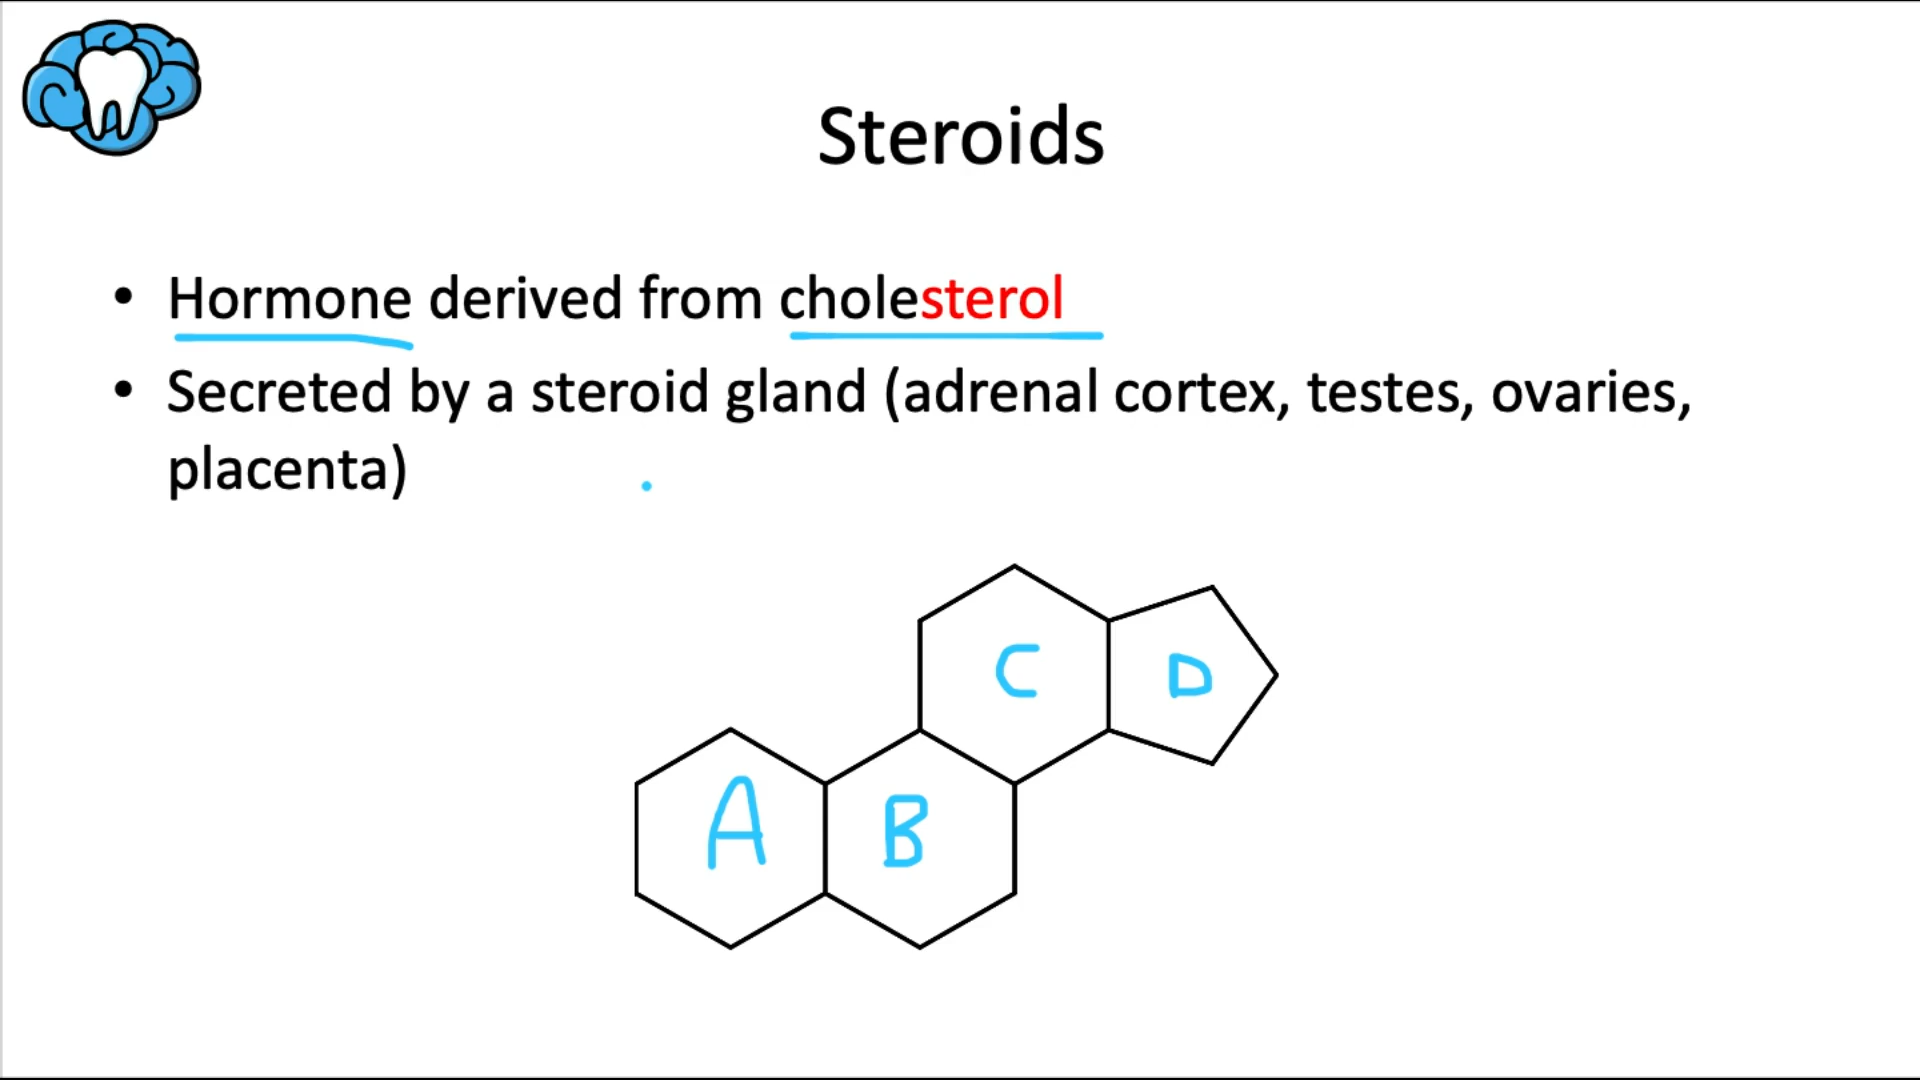 Steroids
• Hormone derived from cholesterol
• Secreted by a steroid gland (adrenal cortex, testes, ovaries,
placenta)
C D
A B